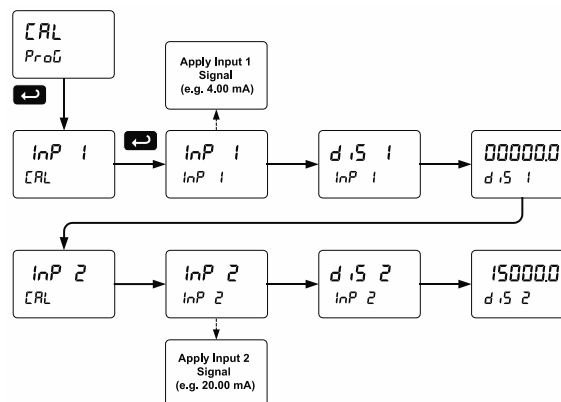 CAL
ProG
Apply Input 1
Signal
(e.g. 4.00 mA)
InP 1
CAL
InP 1
InP 1
diS 1
InP 1
00000.0
diS 1
InP 2
CAL
InP 2
InP 2
diS 2
InP 2
15000.0
diS 2
Apply Input 2
Signal
(e.g. 20.00 mA)